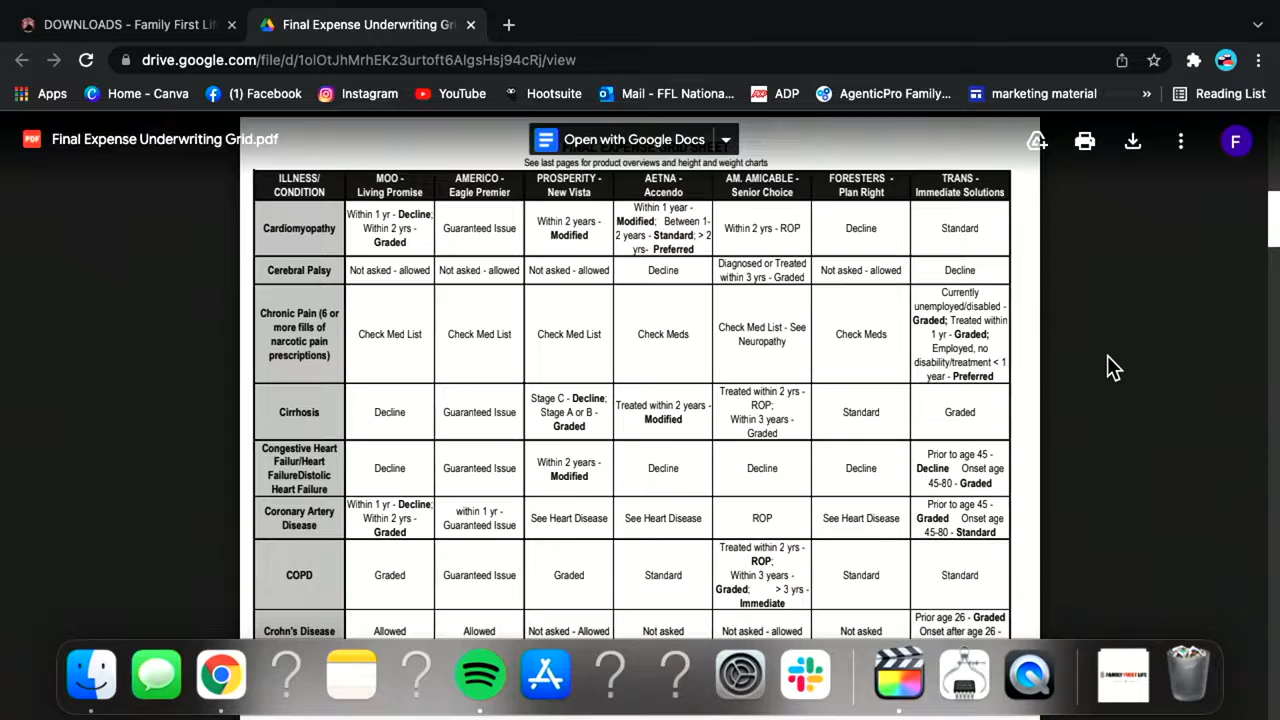 DOWNLOADS - Family First Lif
Final Expense Underwriting Gri
drive.google.com/file/d/1olOtJhMrhEKz3urtoft6AlgsHsj94cRj/view
Apps
Home - Canva
(1) Facebook
Instagram
YouTube
Hootsuite
Mail - FFL Nationa...
ADP
AgenticPro Family...
marketing material
»
Reading List
PDF Final Expense Underwriting Grid.pdf
Open with Google Docs
F
See last pages for product overviews and height and weight charts
ILLNESS/
CONDITION
MOO -
Living Promise
AMERICO -
Eagle Premier
PROSPERITY -
New Vista
AETNA -
Accendo
AM. AMICABLE -
Senior Choice
FORESTERS -
Plan Right
TRANS -
Immediate Solutions
Cardiomyopathy
Within 1 yr - Decline;
Within 2 yrs -
Graded
Guaranteed Issue
Within 2 years -
Modified
Within 1 year -
Modified; Between 1-
2 years - Standard; > 2
yrs- Preferred
Within 2 yrs - ROP
Decline
Standard
Cerebral Palsy
Not asked - allowed
Not asked - allowed
Not asked - allowed
Decline
Diagnosed or Treated
within 3 yrs - Graded
Not asked - allowed
Decline
Chronic Pain (6 or
more fills of
narcotic pain
prescriptions)
Check Med List
Check Med List
Check Med List
Check Meds
Check Med List - See
Neuropathy
Check Meds
Currently
unemployed/disabled -
Graded; Treated within
1 yr - Graded;
Employed, no
disability/treatment < 1
year - Preferred
Cirrhosis
Decline
Guaranteed Issue
Stage C - Decline;
Stage A or B -
Graded
Treated within 2 years -
Modified
Treated within 2 yrs -
ROP;
Within 3 years -
Graded
Standard
Graded
Congestive Heart
Failur/Heart
FailureDistolic
Heart Failure
Decline
Guaranteed Issue
Within 2 years -
Modified
Decline
Decline
Decline
Prior to age 45 -
Decline Onset age
45-80 - Graded
Coronary Artery
Disease
Within 1 yr - Decline;
Within 2 yrs -
Graded
within 1 yr -
Guaranteed Issue
See Heart Disease
See Heart Disease
ROP
See Heart Disease
Prior to age 45 -
Graded Onset age
45-80 - Standard
COPD
Graded
Guaranteed Issue
Graded
Standard
Treated within 2 yrs -
ROP;
Within 3 years -
Graded; > 3 yrs -
Immediate
Standard
Standard
Crohn's Disease
Allowed
Allowed
Not asked - Allowed
Not asked
Not asked - allowed
Not asked
Prior age 26 - Graded
Onset after age 26 -
FAMILY FIRST LIFE